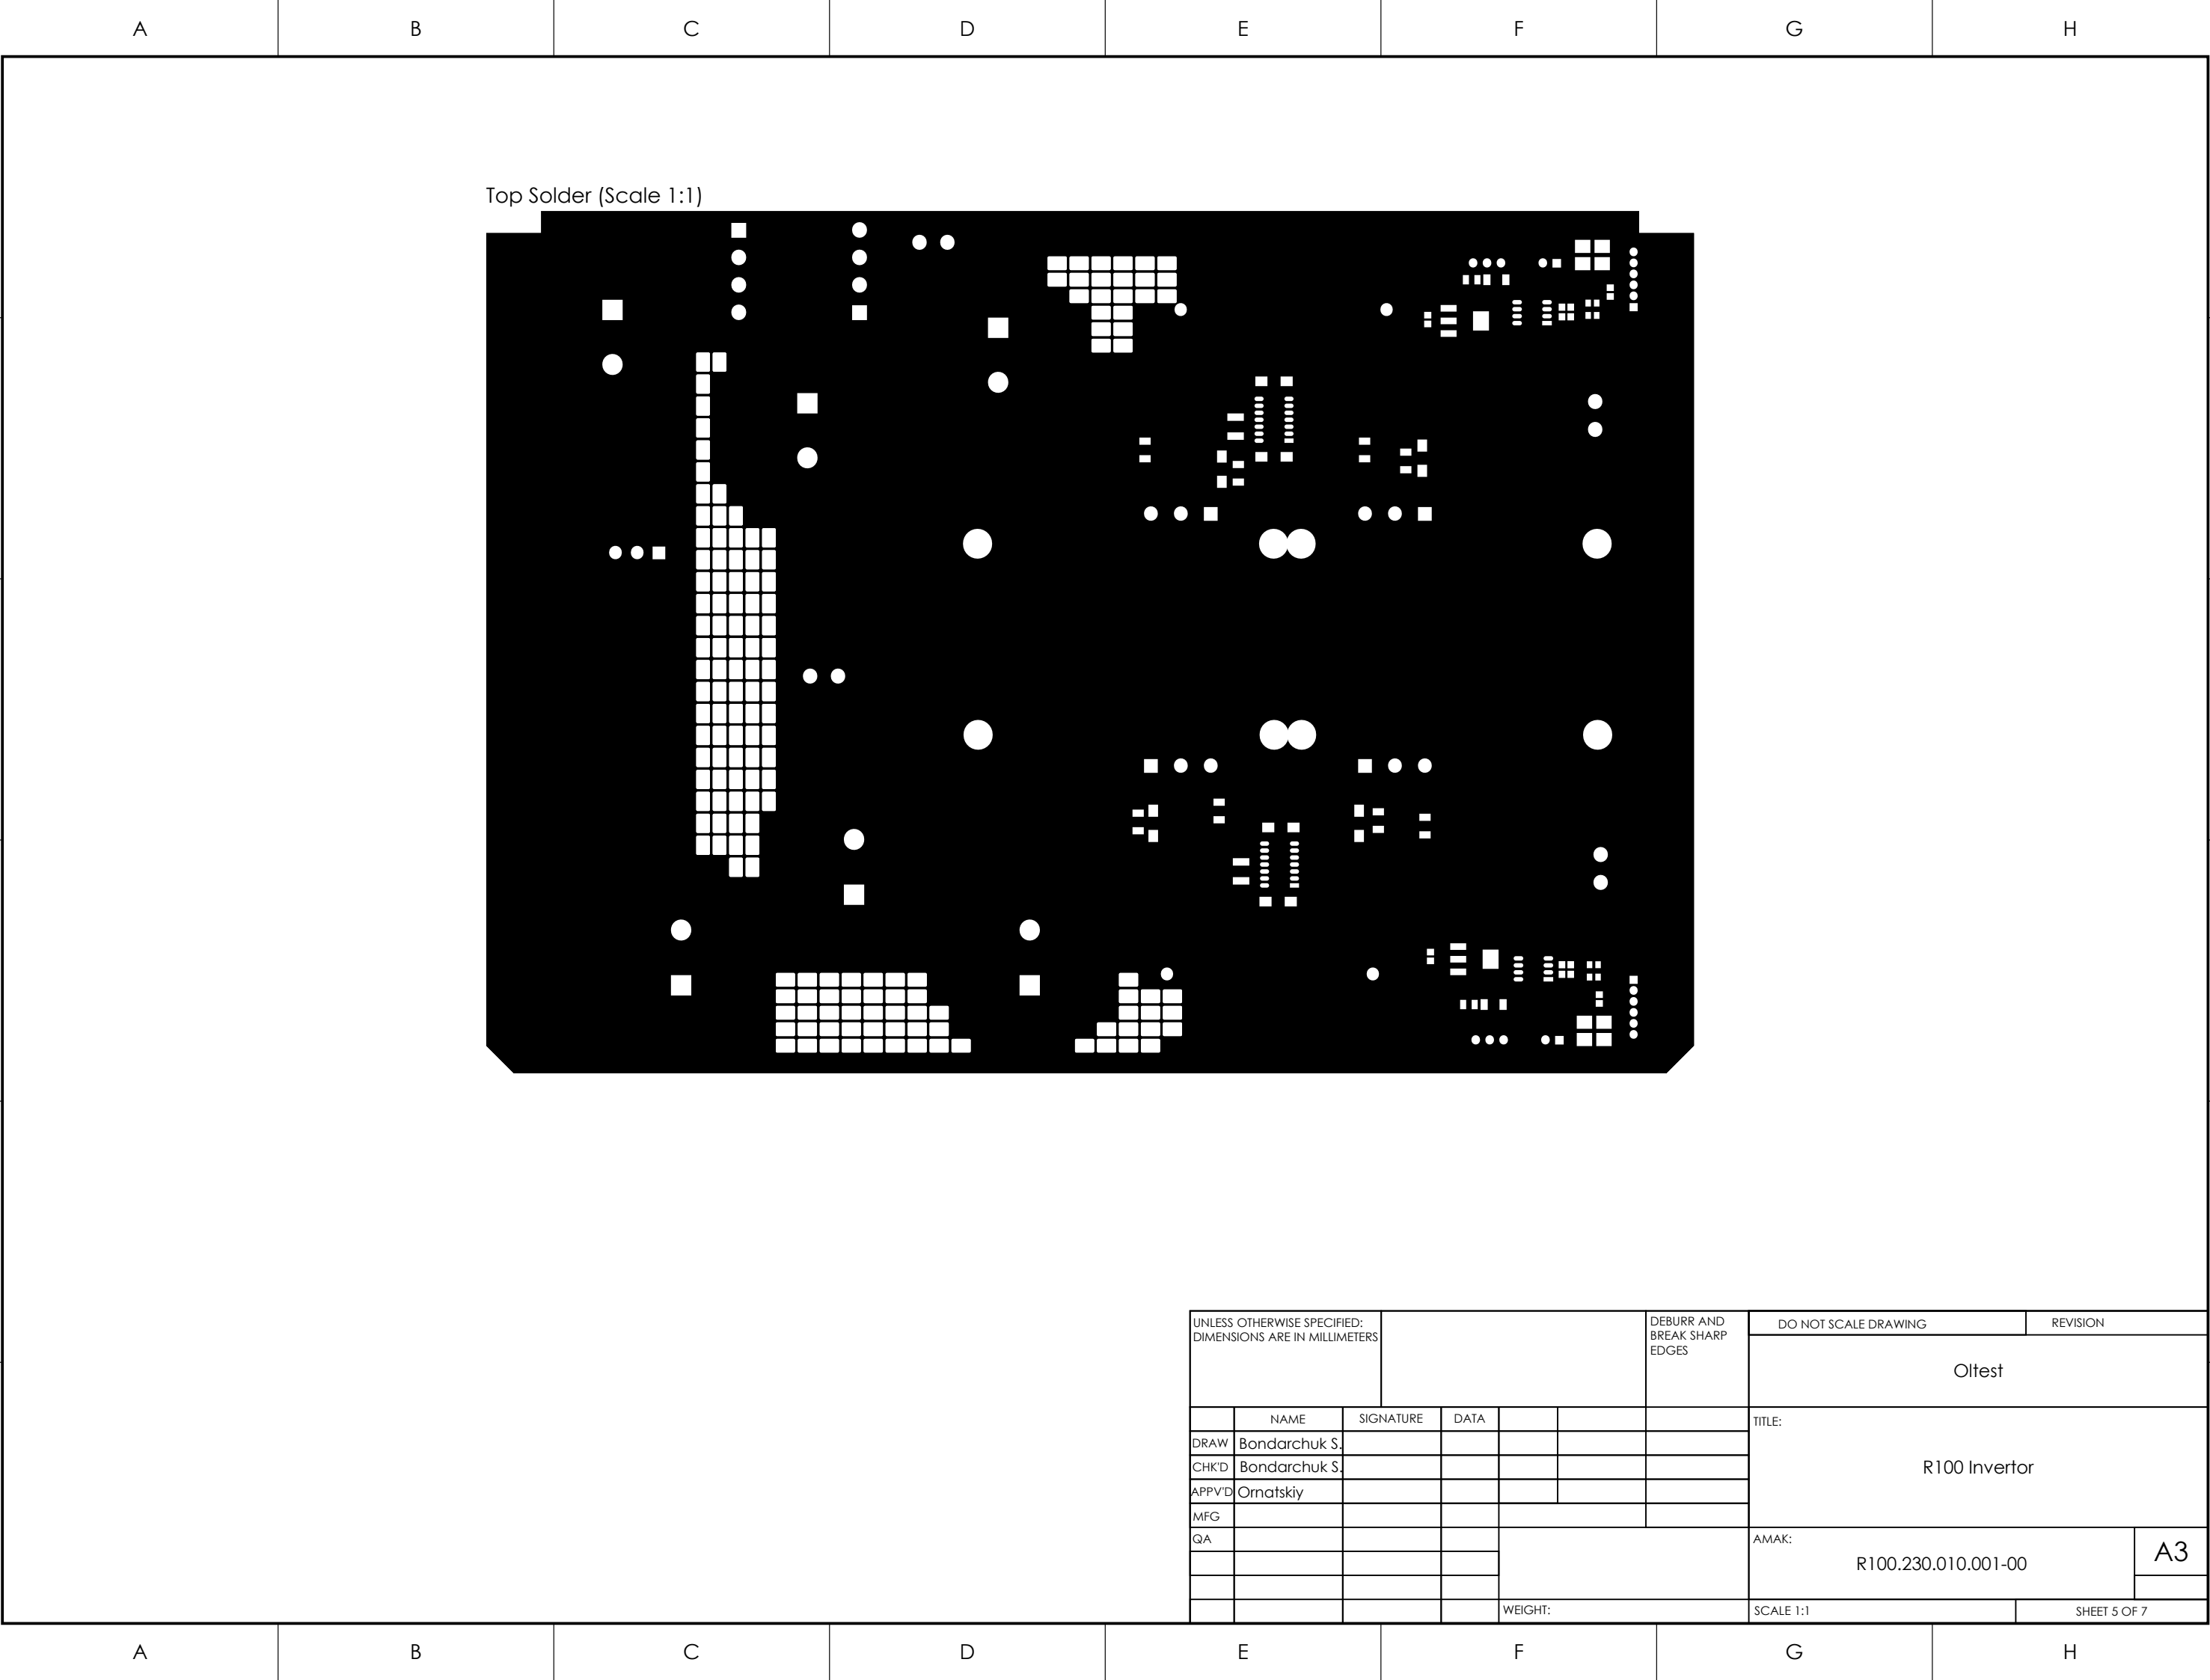 A B C D E F G H
Top Solder (Scale 1:1)
UNLESS OTHERWISE SPECIFIED:
DIMENSIONS ARE IN MILLIMETERS
DEBURR AND
BREAK SHARP
EDGES
DO NOT SCALE DRAWING
REVISION
Oltest
NAME SIGNATURE DATA
TITLE:
DRAW Bondarchuk S.
CHK'D Bondarchuk S.
R100 Invertor
APPV'D Ornatskiy
MFG
QA
AMAK:
R100.230.010.001-00
A3
WEIGHT:
SCALE 1:1
SHEET 5 OF 7
A B C D E F G H